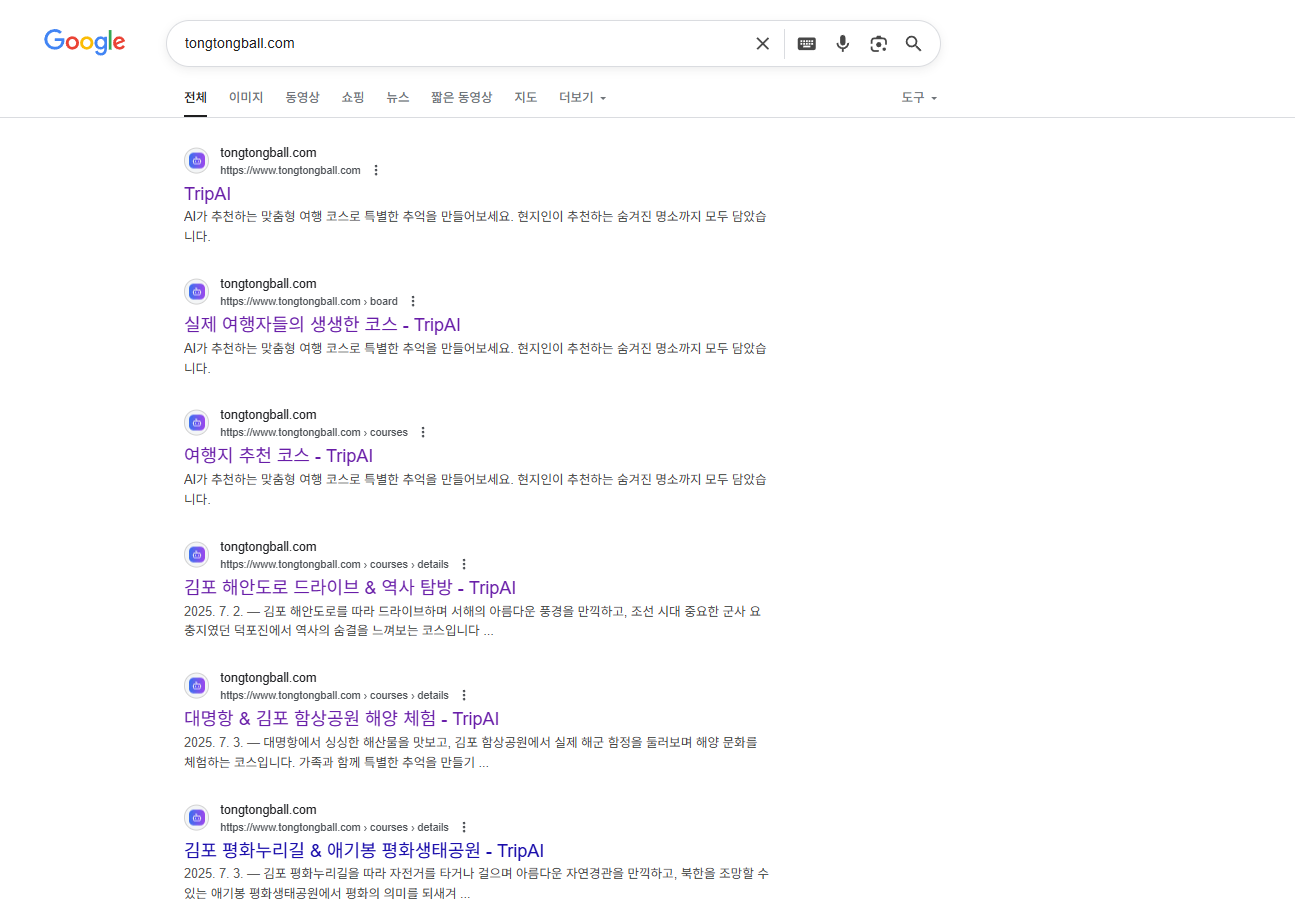 Google
tongtongball.com
전체 이미지 동영상 쇼핑 뉴스 짧은 동영상 지도 더보기 도구
tongtongball.com
https://www.tongtongball.com
TripAI
AI가 추천하는 맞춤형 여행 코스로 특별한 추억을 만들어보세요. 현지인이 추천하는 숨겨진 명소까지 모두 담았습
니다.
tongtongball.com
https://www.tongtongball.com › board
실제 여행자들의 생생한 코스 - TripAI
AI가 추천하는 맞춤형 여행 코스로 특별한 추억을 만들어보세요. 현지인이 추천하는 숨겨진 명소까지 모두 담았습
니다.
tongtongball.com
https://www.tongtongball.com › courses
여행지 추천 코스 - TripAI
AI가 추천하는 맞춤형 여행 코스로 특별한 추억을 만들어보세요. 현지인이 추천하는 숨겨진 명소까지 모두 담았습
니다.
tongtongball.com
https://www.tongtongball.com › courses › details
김포 해안도로 드라이브 & 역사 탐방 - TripAI
2025. 7. 2. — 김포 해안도로를 따라 드라이브하며 서해의 아름다운 풍경을 만끽하고, 조선 시대 중요한 군사 요
충지였던 덕포진에서 역사의 숨결을 느껴보는 코스입니다 ...
tongtongball.com
https://www.tongtongball.com › courses › details
대명항 & 김포 함상공원 해양 체험 - TripAI
2025. 7. 3. — 대명항에서 싱싱한 해산물을 맛보고, 김포 함상공원에서 실제 해군 함정을 둘러보며 해양 문화를
체험하는 코스입니다. 가족과 함께 특별한 추억을 만들기 ...
tongtongball.com
https://www.tongtongball.com › courses › details
김포 평화누리길 & 애기봉 평화생태공원 - TripAI
2025. 7. 3. — 김포 평화누리길을 따라 자전거를 타거나 걸으며 아름다운 자연경관을 만끽하고, 북한을 조망할 수
있는 애기봉 평화생태공원에서 평화의 의미를 되새겨 ...